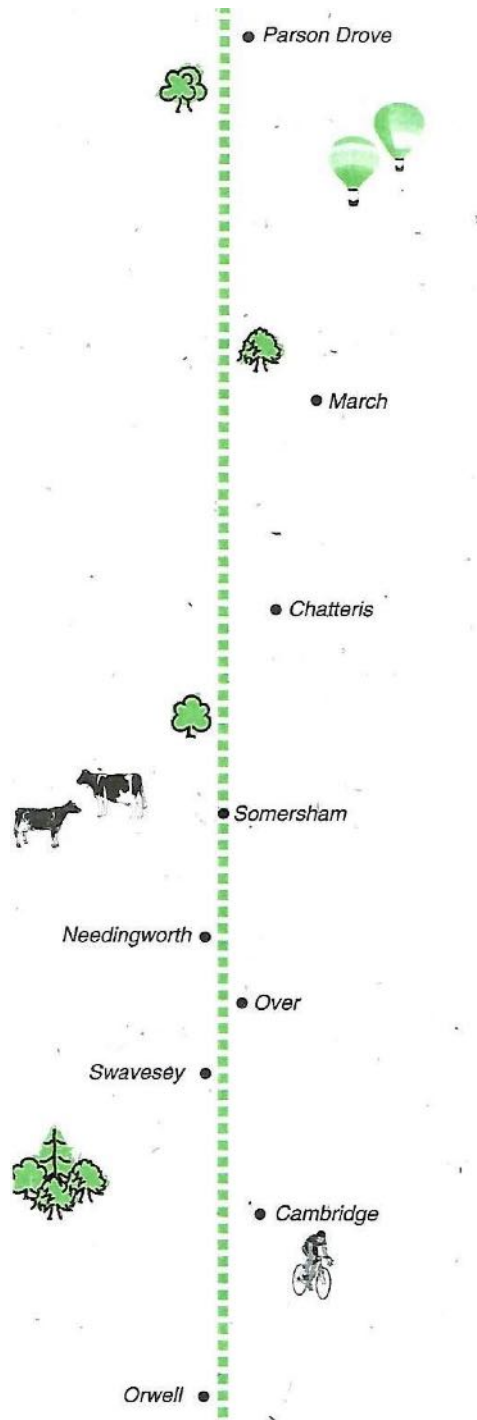 Parson Drove
March
Chatteris
Somersham
Needingworth
Over
Swavesey
Cambridge
Orwell